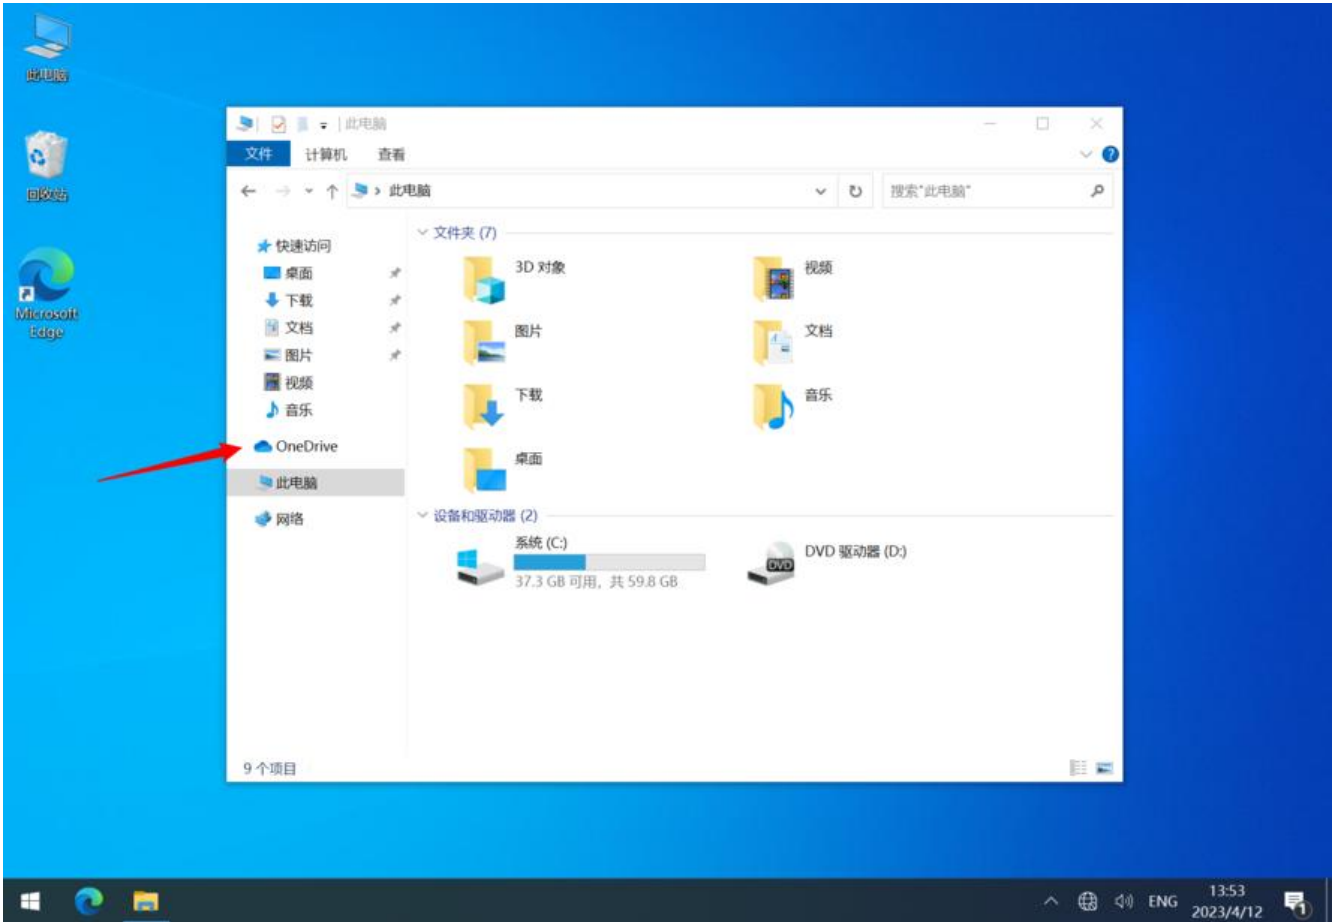 此电脑
回收站
Microsoft
Edge
此电脑
文件
计算机
查看
此电脑
搜索"此电脑"
快速访问
桌面
下载
文档
图片
视频
音乐
OneDrive
此电脑
网络
文件夹 (7)
3D 对象
视频
图片
文档
下载
音乐
桌面
设备和驱动器 (2)
系统 (C:)
37.3 GB 可用，共 59.8 GB
DVD
DVD 驱动器 (D:)
9 个项目
ENG
13:53
2023/4/12
1